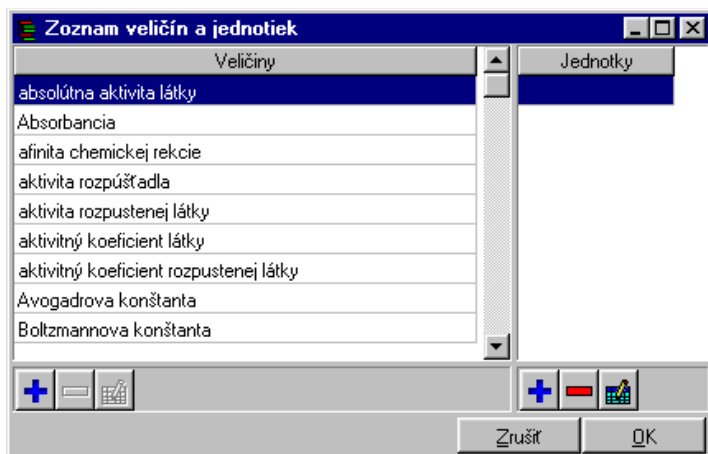 Zoznam veličín a jednotiek
Veličiny
Jednotky
absolútna aktivita látky
Absorbancia
afinita chemickej rekcie
aktivita rozpúšťadla
aktivita rozpustenej látky
aktivitný koeficient látky
aktivitný koeficient rozpustenej látky
Avogadrova konštanta
Boltzmannova konštanta
Zrušiť
OK